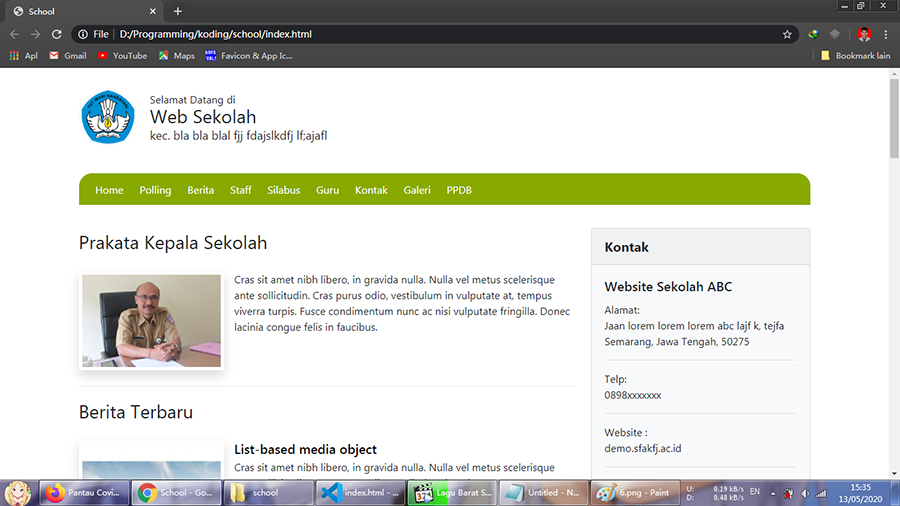 School
File | D:/Programming/koding/school/index.html
Apl Gmail YouTube Maps Favicon & App Ic... Bookmark lain
Selamat Datang di
Web Sekolah
kec. bla bla blal fjj fdajslkdfj lf;ajafl
Home Polling Berita Staff Silabus Guru Kontak Galeri PPDB
Prakata Kepala Sekolah
Cras sit amet nibh libero, in gravida nulla. Nulla vel metus scelerisque
ante sollicitudin. Cras purus odio, vestibulum in vulputate at, tempus
viverra turpis. Fusce condimentum nunc ac nisi vulputate fringilla. Donec
lacinia congue felis in faucibus.
Berita Terbaru
List-based media object
Cras sit amet nibh libero, in gravida nulla. Nulla vel metus scelerisque
Kontak
Website Sekolah ABC
Alamat:
Jaan lorem lorem lorem abc lajf k, tejfa
Semarang, Jawa Tengah, 50275
Telp:
0898xxxxxxx
Website :
demo.sfakfj.ac.id
Pantau Covi... School - Go... school index.html - ... Lagu Barat S... Untitled - N... 6.png - Paint
U: 0.19 kB/s
D: 0.48 kB/s
EN
15:35
13/05/2020